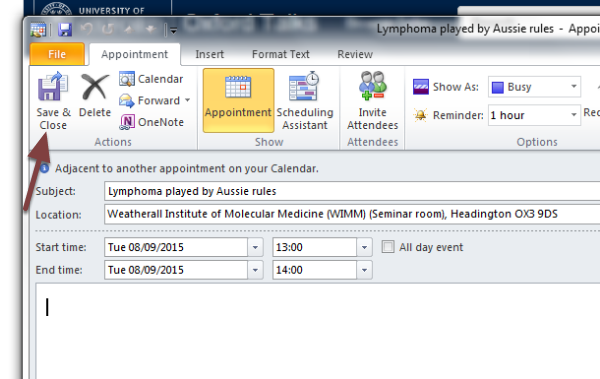 UNIVERSITY OF
Lymphoma played by Aussie rules - Appoi
File Appointment Insert Format Text Review
Save & Close
Delete
Calendar
Forward
OneNote
Actions
Appointment
Scheduling Assistant
Show
Invite Attendees
Attendees
Show As: Busy
Reminder: 1 hour
Rec
Options
Adjacent to another appointment on your Calendar.
Subject: Lymphoma played by Aussie rules
Location: Weatherall Institute of Molecular Medicine (WIMM) (Seminar room), Headington OX3 9DS
Start time: Tue 08/09/2015 13:00 All day event
End time: Tue 08/09/2015 14:00